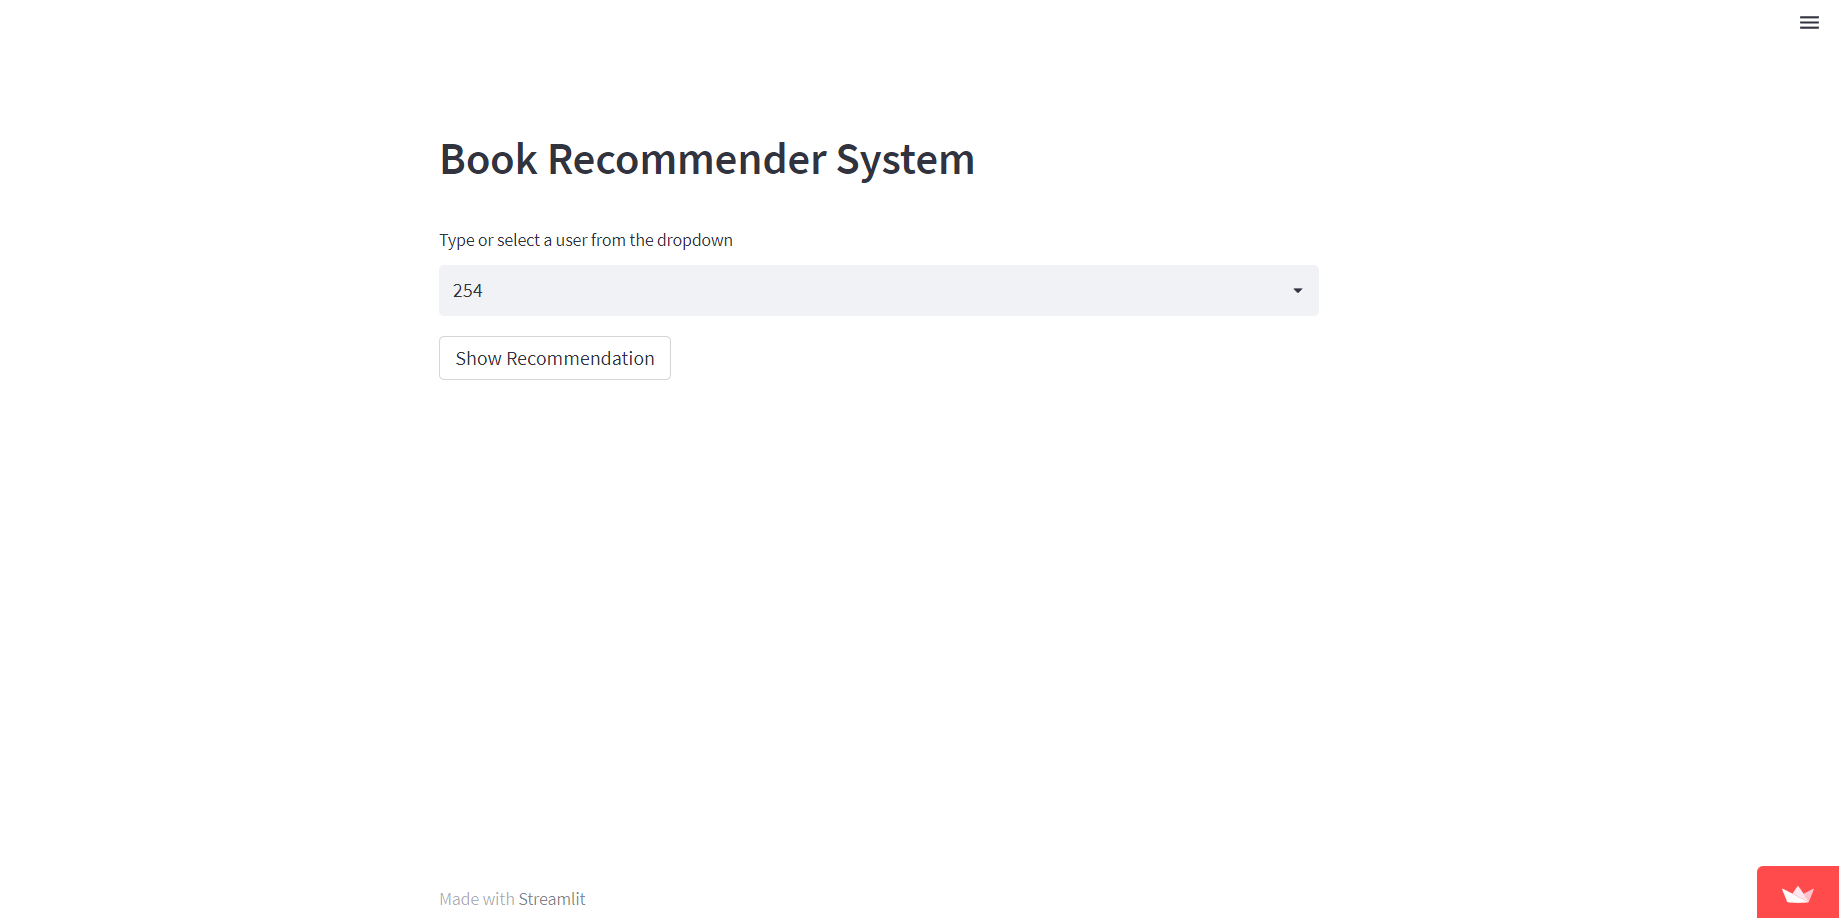 Book Recommender System
Type or select a user from the dropdown
254
Show Recommendation
Made with Streamlit